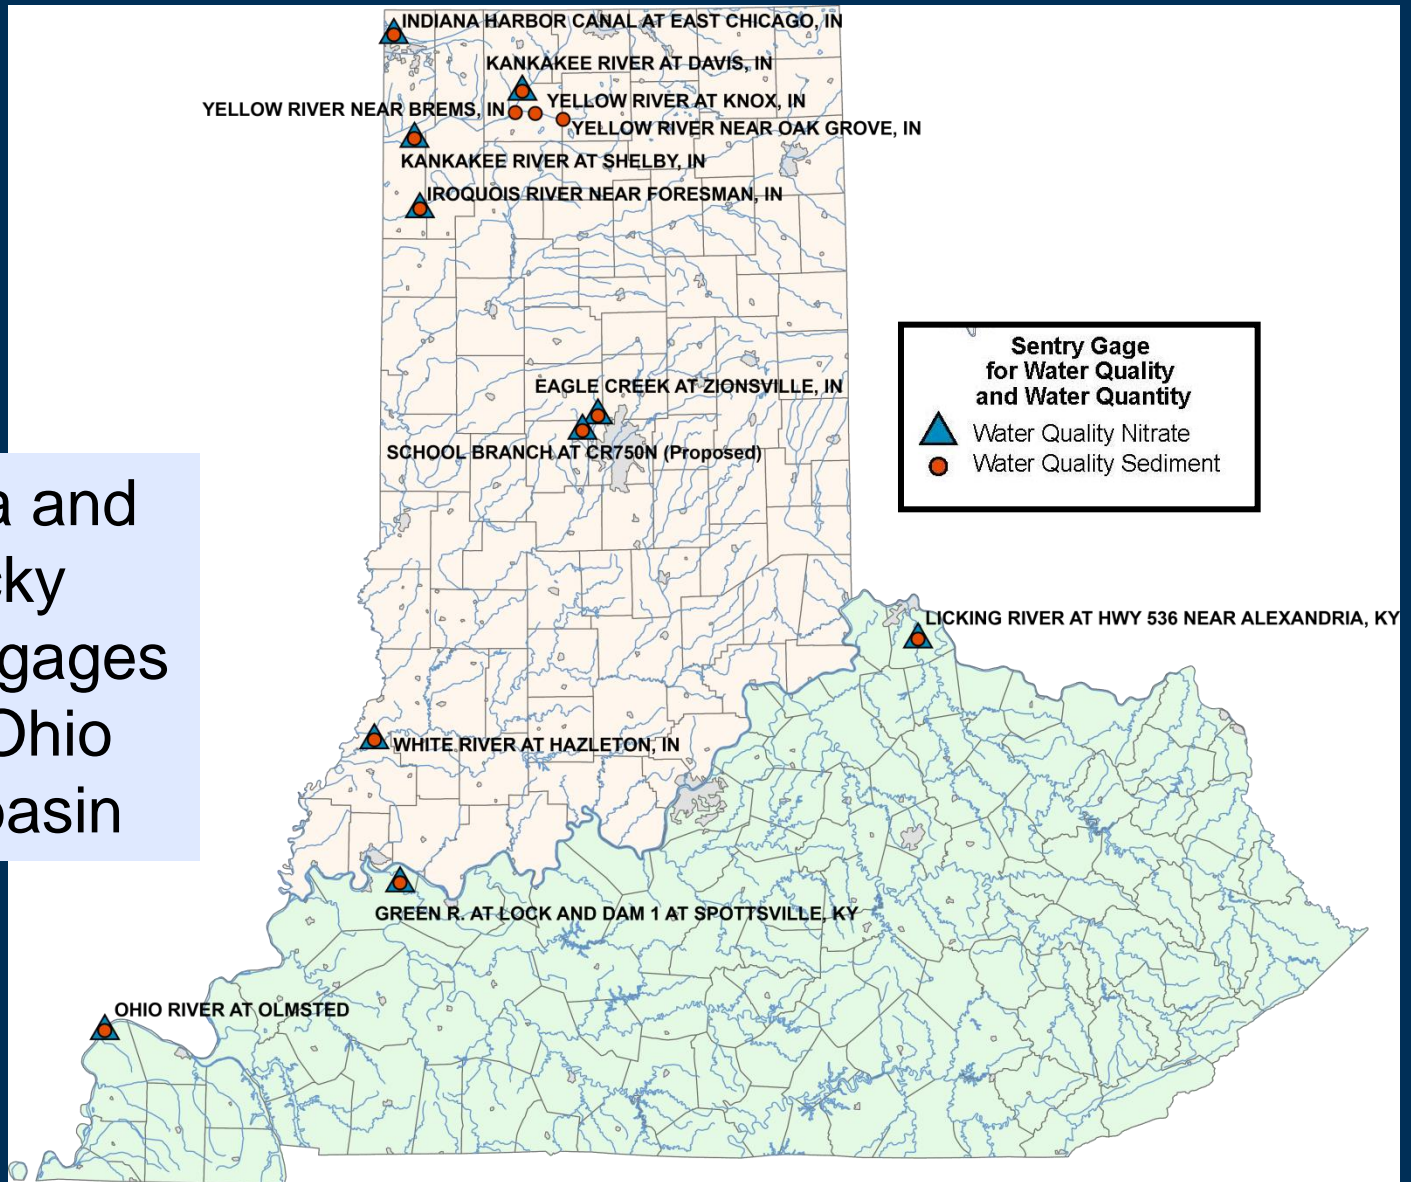 INDIANA HARBOR CANAL AT EAST CHICAGO, IN
KANKAKEE RIVER AT DAVIS, IN
YELLOW RIVER NEAR BREMS, IN
YELLOW RIVER AT KNOX, IN
YELLOW RIVER NEAR OAK GROVE, IN
KANKAKEE RIVER AT SHELBY, IN
IROQUOIS RIVER NEAR FORESMAN, IN
Sentry Gage
for Water Quality
and Water Quantity
Water Quality Nitrate
Water Quality Sediment
EAGLE CREEK AT ZIONSVILLE, IN
SCHOOL BRANCH AT CR750N (Proposed)
a and
ky
gages
Ohio
basin
LICKING RIVER AT HWY 536 NEAR ALEXANDRIA, KY
WHITE RIVER AT HAZLETON, IN
GREEN R. AT LOCK AND DAM 1 AT SPOTTSVILLE, KY
OHIO RIVER AT OLMSTED